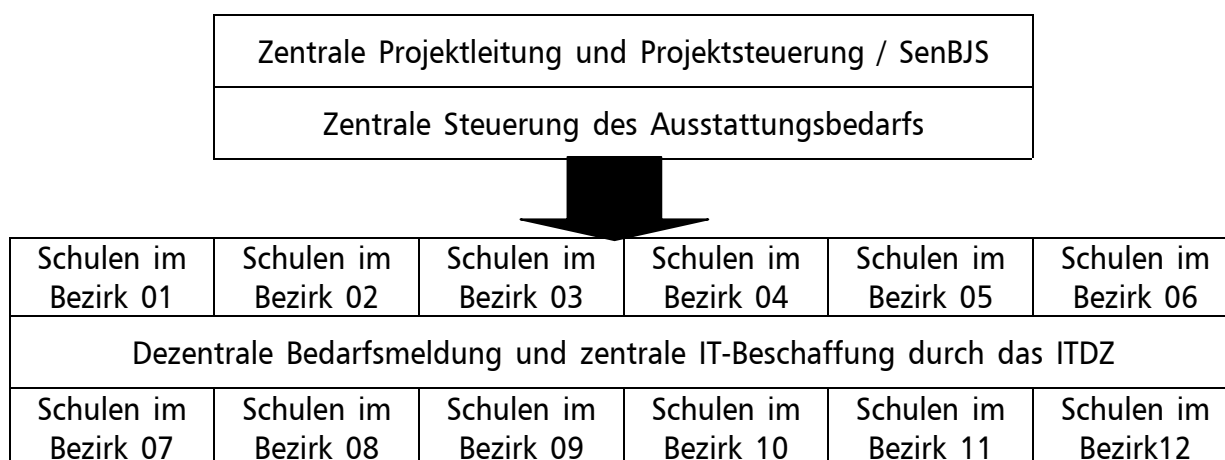 Zentrale Projektleitung und Projektsteuerung / SenBJS
Zentrale Steuerung des Ausstattungsbedarfs
Schulen im Bezirk 01
Schulen im Bezirk 02
Schulen im Bezirk 03
Schulen im Bezirk 04
Schulen im Bezirk 05
Schulen im Bezirk 06
Dezentrale Bedarfsmeldung und zentrale IT-Beschaffung durch das ITDZ
Schulen im Bezirk 07
Schulen im Bezirk 08
Schulen im Bezirk 09
Schulen im Bezirk 10
Schulen im Bezirk 11
Schulen im Bezirk12